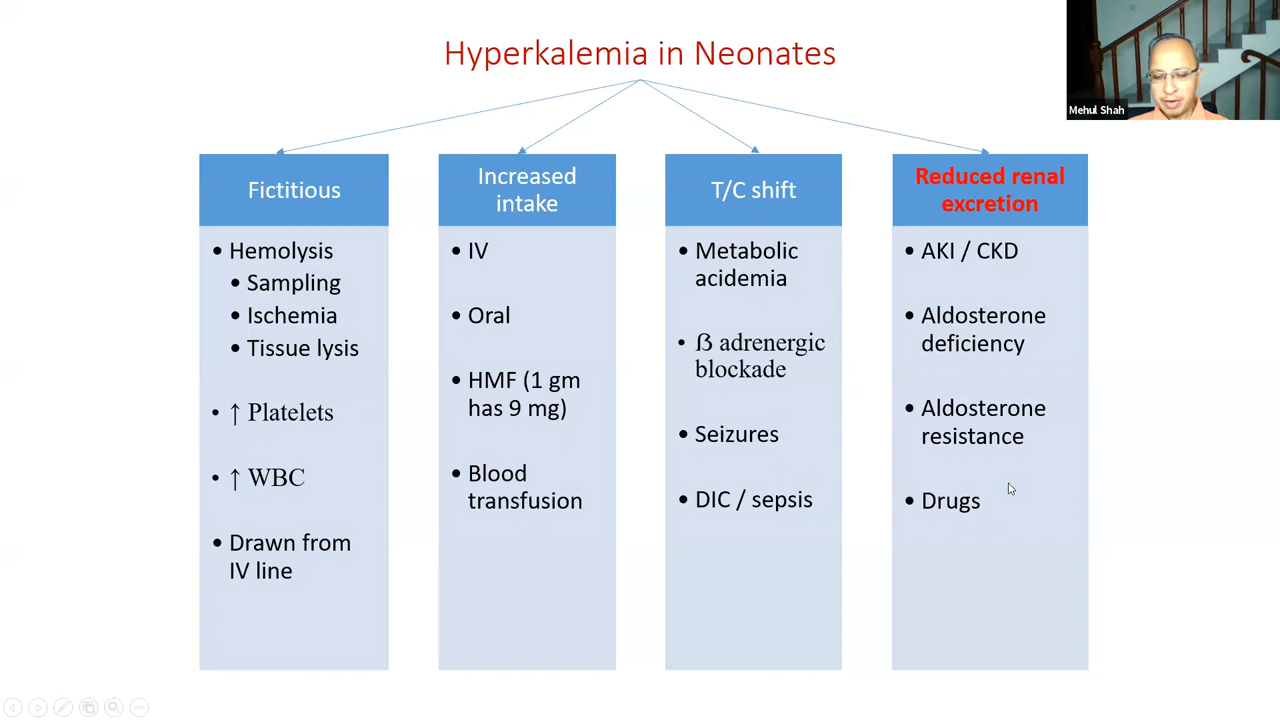 Hyperkalemia in Neonates
Mehul Shah
Fictitious
• Hemolysis
• Sampling
• Ischemia
• Tissue lysis
• ↑ Platelets
• ↑ WBC
• Drawn from
IV line
Increased
intake
• IV
• Oral
• HMF (1 gm
has 9 mg)
• Blood
transfusion
T/C shift
• Metabolic
acidemia
• ẞ adrenergic
blockade
• Seizures
• DIC / sepsis
Reduced renal
excretion
• AKI / CKD
• Aldosterone
deficiency
• Aldosterone
resistance
• Drugs